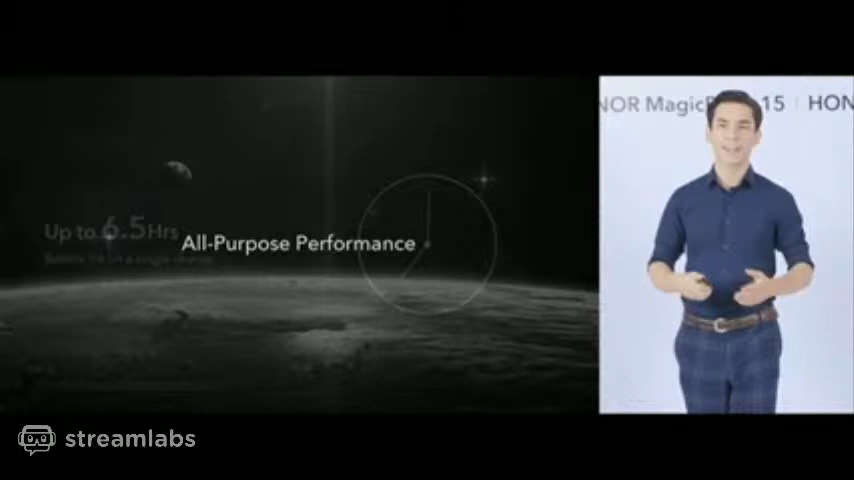 Up to 6.5Hrs
All-Purpose Performance
NOR Magic 15 | HON
streamlabs